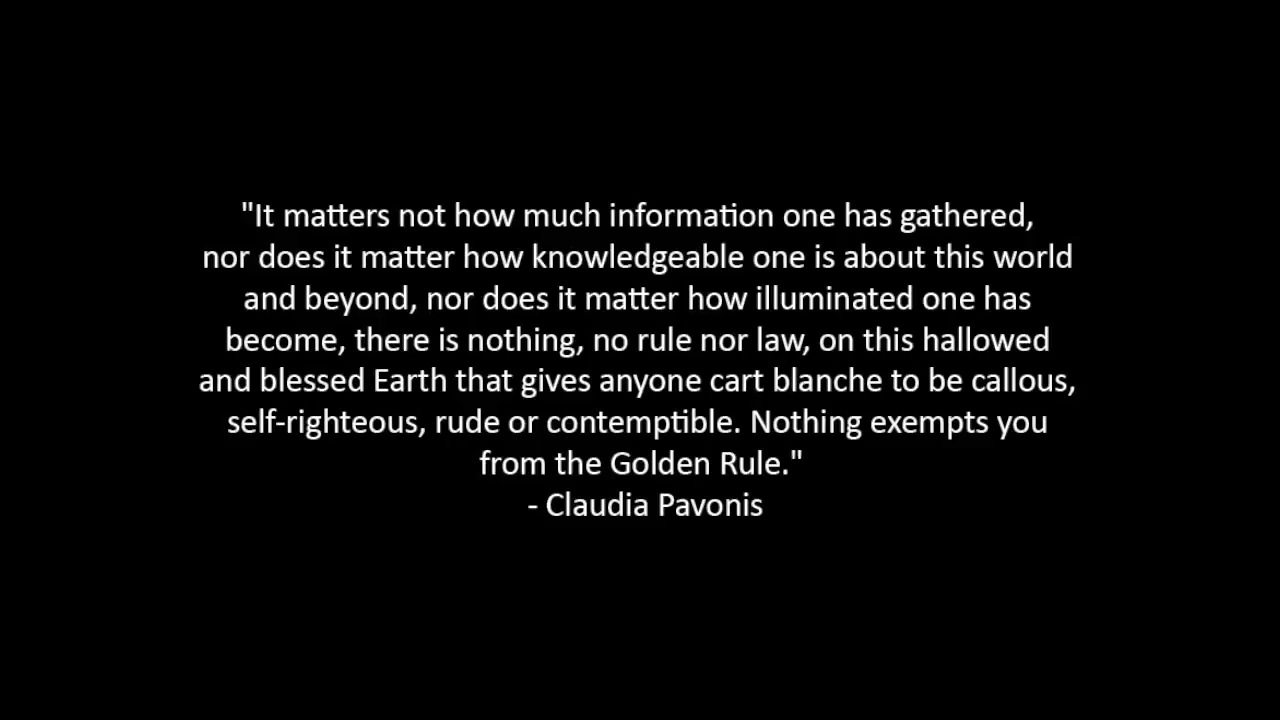 "It matters not how much information one has gathered,
nor does it matter how knowledgeable one is about this world
and beyond, nor does it matter how illuminated one has
become, there is nothing, no rule nor law, on this hallowed
and blessed Earth that gives anyone cart blanche to be callous,
self-righteous, rude or contemptible. Nothing exempts you
from the Golden Rule."
- Claudia Pavonis